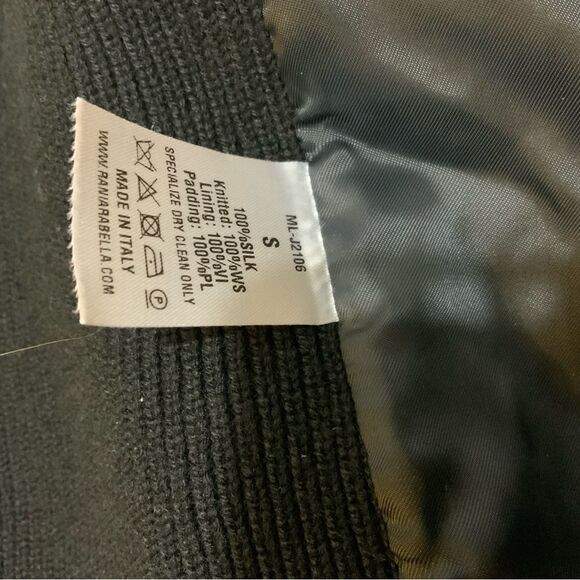 ML-J2106
S
100%SILK
Knitted: 100%WS
Lining: 100%VI
Padding: 100%PL
SPECIALIZE DRY CLEAN ONLY
P
MADE IN ITALY
WWW.RANIARABELLA.COM